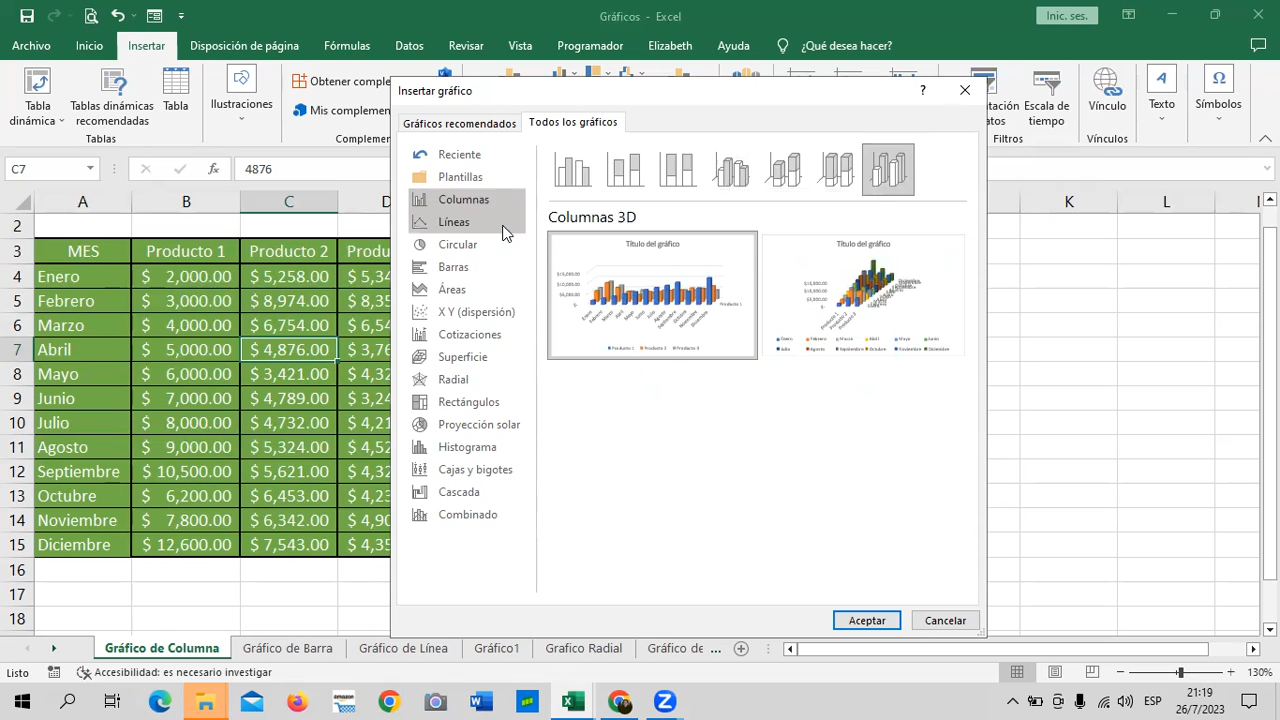 Gráficos - Excel
Inic. ses.
Archivo Inicio Insertar Disposición de página Fórmulas Datos Revisar Vista Programador Elizabeth Ayuda ¿Qué desea hacer?
Tabla dinámica
Tablas dinámicas recomendadas
Tabla
Ilustraciones
Obtener comple
Mis complemen
Escala de tiempo
Vínculo
Texto
Símbolos
Tablas
Complemen
Filtros
Vínculos
C7
fx
4876
Insertar gráfico
?
Gráficos recomendados
Todos los gráficos
Reciente
Plantillas
Columnas
Líneas
Circular
Barras
Áreas
X Y (dispersión)
Cotizaciones
Superficie
Radial
Rectángulos
Proyección solar
Histograma
Cajas y bigotes
Cascada
Combinado
Columnas 3D
Título del gráfico
Título del gráfico
Aceptar
Cancelar
A B C D K L
2
3 MES Producto 1 Producto 2 Produ
4 Enero $ 2,000.00 $ 5,258.00 $ 5,34
5 Febrero $ 3,000.00 $ 8,974.00 $ 8,35
6 Marzo $ 4,000.00 $ 6,754.00 $ 6,54
7 Abril $ 5,000.00 $ 4,876.00 $ 3,76
8 Mayo $ 6,000.00 $ 3,421.00 $ 4,32
9 Junio $ 7,000.00 $ 4,789.00 $ 3,24
10 Julio $ 8,000.00 $ 4,732.00 $ 4,21
11 Agosto $ 9,000.00 $ 5,324.00 $ 4,52
12 Septiembre $ 10,500.00 $ 5,621.00 $ 4,32
13 Octubre $ 6,200.00 $ 6,453.00 $ 4,23
14 Noviembre $ 7,800.00 $ 6,342.00 $ 4,90
15 Diciembre $ 12,600.00 $ 7,543.00 $ 4,35
16
17
18
Gráfico de Columna Gráfico de Barra Gráfico de Línea Gráfico1 Grafico Radial Gráfico de ...
Listo
Accesibilidad: es necesario investigar
130%
amazon
ESP
21:19
26/7/2023